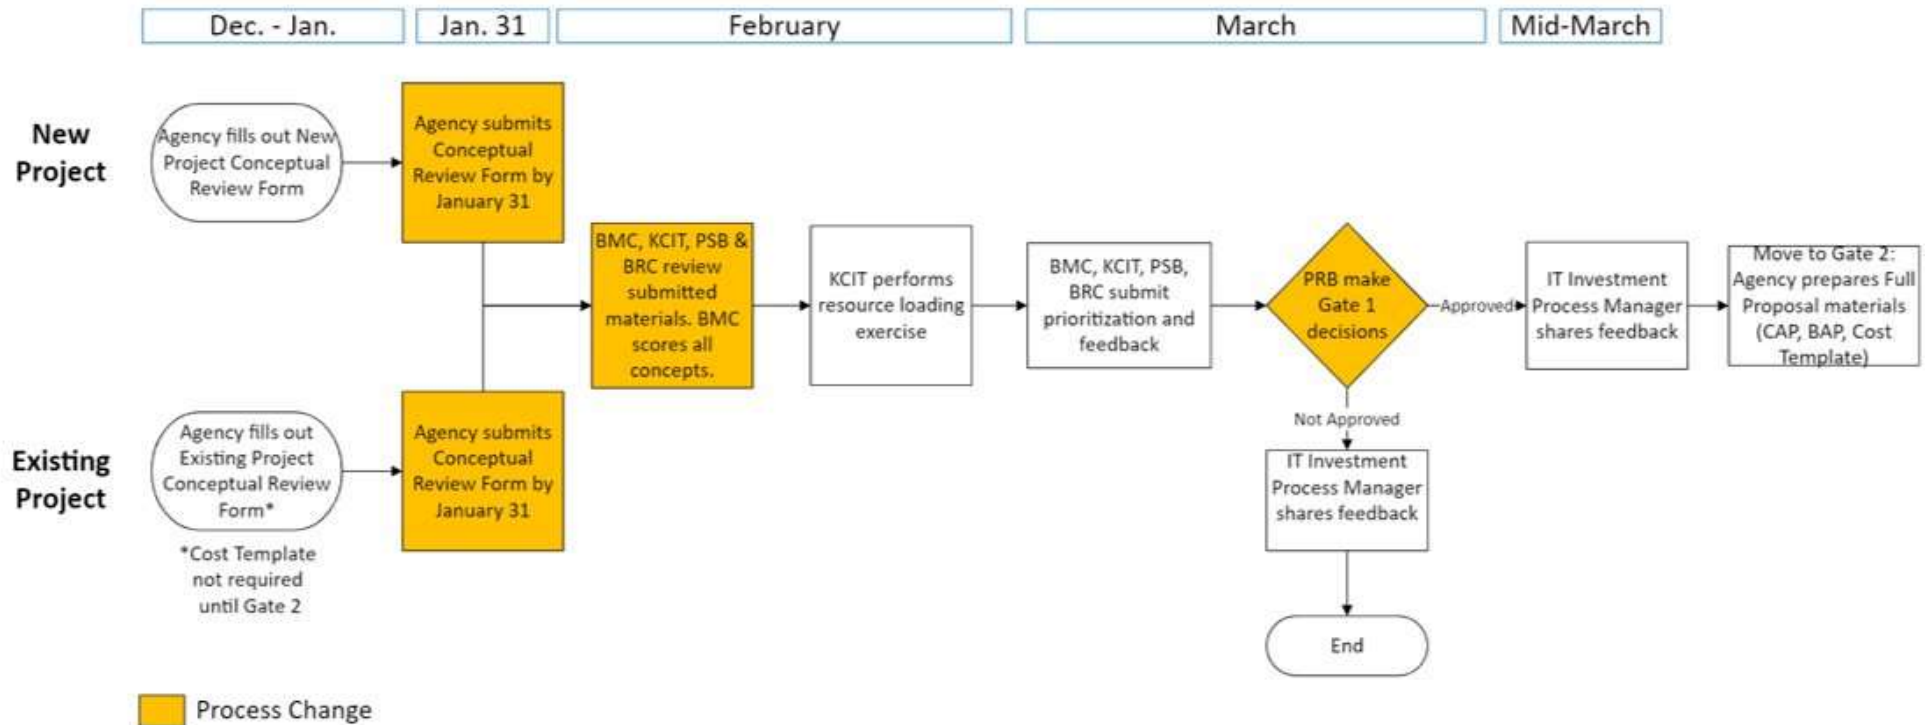 Dec. - Jan.
Jan. 31
February
March
Mid-March
New
Project
Agency fills out New
Project Conceptual
Review Form
Agency submits
Conceptual
Review Form by
January 31
BMC, KCIT, PSB &
BRC review
submitted
materials. BMC
scores all
concepts.
KCIT performs
resource loading
exercise
BMC, KCIT, PSB,
BRC submit
prioritization and
feedback
PRB make
Gate 1
decisions
Approved
IT Investment
Process Manager
shares feedback
Move to Gate 2:
Agency prepares Full
Proposal materials
(CAP, BAP, Cost
Template)
Not Approved
IT Investment
Process Manager
shares feedback
End
Existing
Project
Agency fills out
Existing Project
Conceptual Review
Form*
*Cost Template
not required
until Gate 2
Agency submits
Conceptual
Review Form by
January 31
Process Change